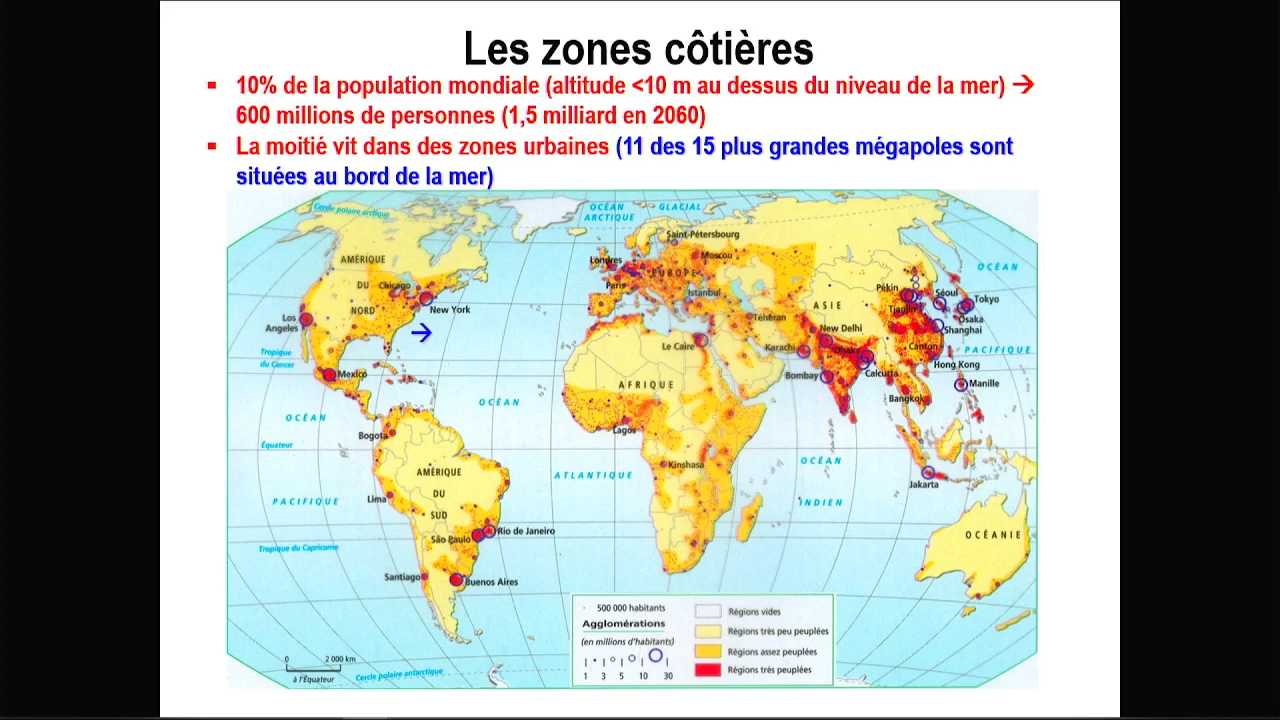 Les zones côtières
▪ 10% de la population mondiale (altitude <10 m au dessus du niveau de la mer) →
600 millions de personnes (1,5 milliard en 2060)
▪ La moitié vit dans des zones urbaines (11 des 15 plus grandes mégapoles sont
situées au bord de la mer)
Cercle polaire arctique
OCÉAN GLACIAL
ARCTIQUE
Saint-Pétersbourg
Moscou
Londres
AMÉRIQUE
EUROPE
OCÉAN
Paris
DU
Chicago
Istanbul
Pékin
Séoul
Tokyo
ASIE
NORD
New York
Tianjin
Osaka
Los
Angeles
Téhéran
New Delhi
Shanghai
Le Caire
Karachi
Dhaka
Canton
PACIFIQUE
Tropique
du Cancer
Hong Kong
Mexico
Bombay
Calcutta
Manille
AFRIQUE
Bangkok
OCÉAN
OCÉAN
Bogota
Lagos
Équateur
OCÉAN
Kinshasa
AMÉRIQUE
ATLANTIQUE
Jakarta
DU
PACIFIQUE
Lima
INDIEN
SUD
Rio de Janeiro
OCÉANIE
São Paulo
Tropique du Capricorne
Santiago
Buenos Aires
500 000 habitants
Agglomérations
(en millions d'habitants)
1 3 5 10 30
Régions vides
Régions très peu peuplées
Régions assez peuplées
Régions très peuplées
0 2 000 km
à l'Équateur
Cercle polaire antarctique